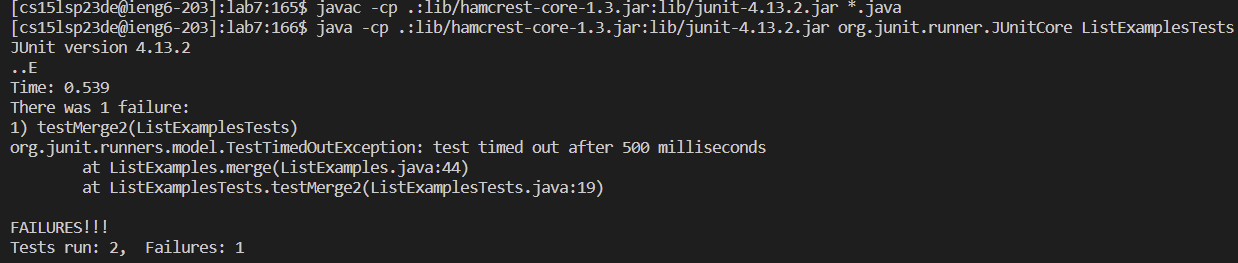 [cs15lsp23de@ieng6-203]:lab7:165$ javac -cp .:lib/hamcrest-core-1.3.jar:lib/junit-4.13.2.jar *.java
[cs15lsp23de@ieng6-203]:lab7:166$ java -cp .:lib/hamcrest-core-1.3.jar:lib/junit-4.13.2.jar org.junit.runner.JUnitCore ListExamplesTests
JUnit version 4.13.2
..E
Time: 0.539
There was 1 failure:
1) testMerge2(ListExamplesTests)
org.junit.runners.model.TestTimedOutException: test timed out after 500 milliseconds
        at ListExamples.merge(ListExamples.java:44)
        at ListExamplesTests.testMerge2(ListExamplesTests.java:19)
FAILURES!!!
Tests run: 2,  Failures: 1